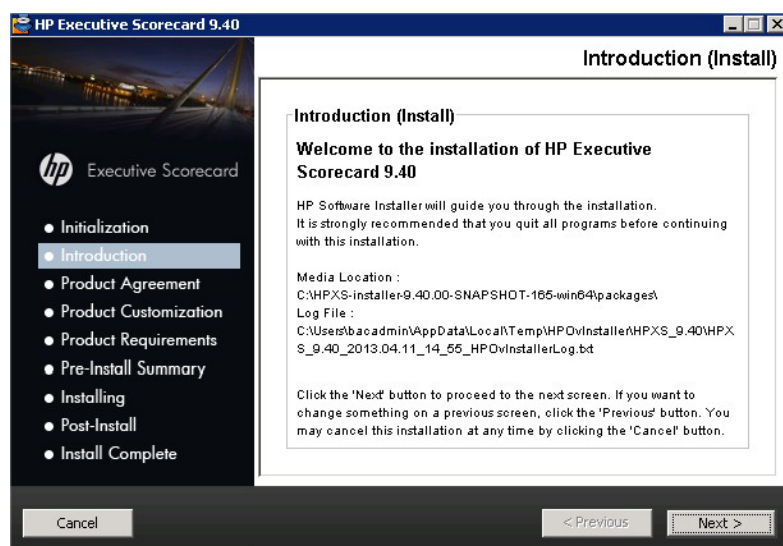 HP Executive Scorecard 9.40
Introduction (Install)
hp Executive Scorecard
Initialization
Introduction
Product Agreement
Product Customization
Product Requirements
Pre-Install Summary
Installing
Post-Install
Install Complete
Introduction (Install)
Welcome to the installation of HP Executive
Scorecard 9.40
HP Software Installer will guide you through the installation.
It is strongly recommended that you quit all programs before continuing
with this installation.
Media Location :
C:\HPXS-installer-9.40.00-SNAPSHOT-165-win64\packages\
Log File :
C:\Users\bacadmin\AppData\Local\Temp\HPOvInstaller\HPXS_9.40\HPX
S_9.40_2013.04.11_14_55_HPOvInstallerLog.txt
Click the 'Next' button to proceed to the next screen. If you want to
change something on a previous screen, click the 'Previous' button. You
may cancel this installation at any time by clicking the 'Cancel' button.
Cancel
< Previous
Next >